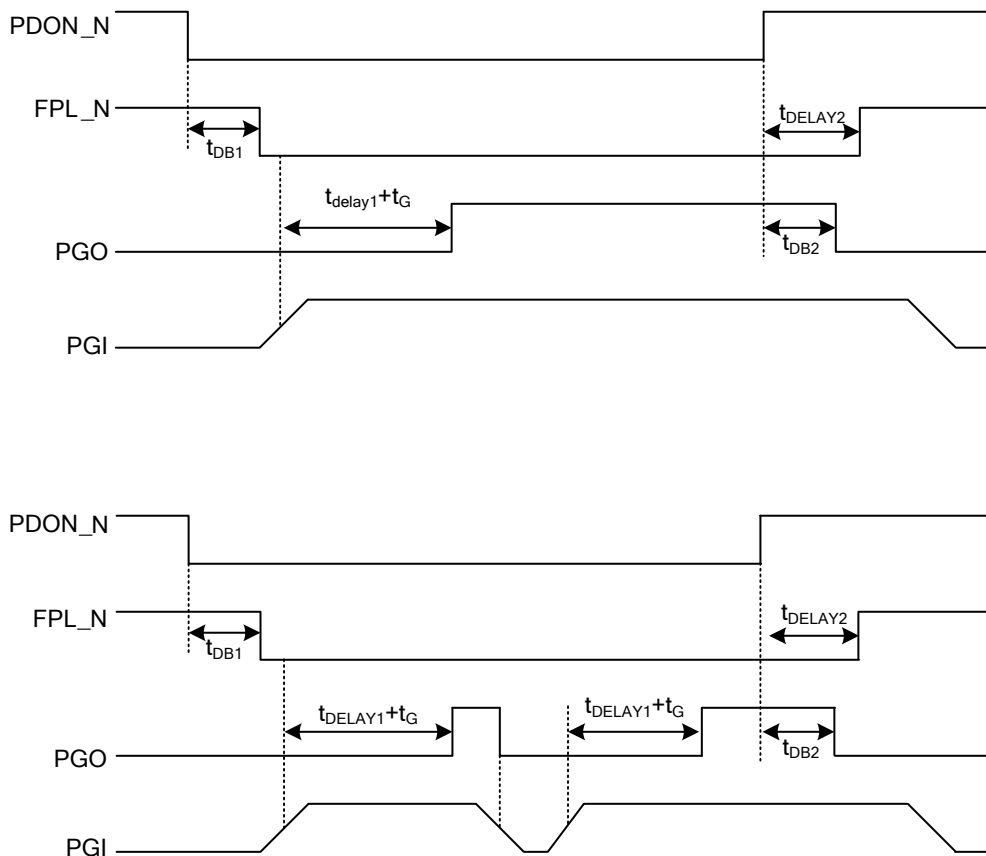 PDON_N
FPL_N
tDB1
tDELAY2
tdelay1+tG
PGO
tDB2
PGI
PDON_N
FPL_N
tDB1
tDELAY2
tDELAY1+tG
tDELAY1+tG
PGO
tDB2
PGI